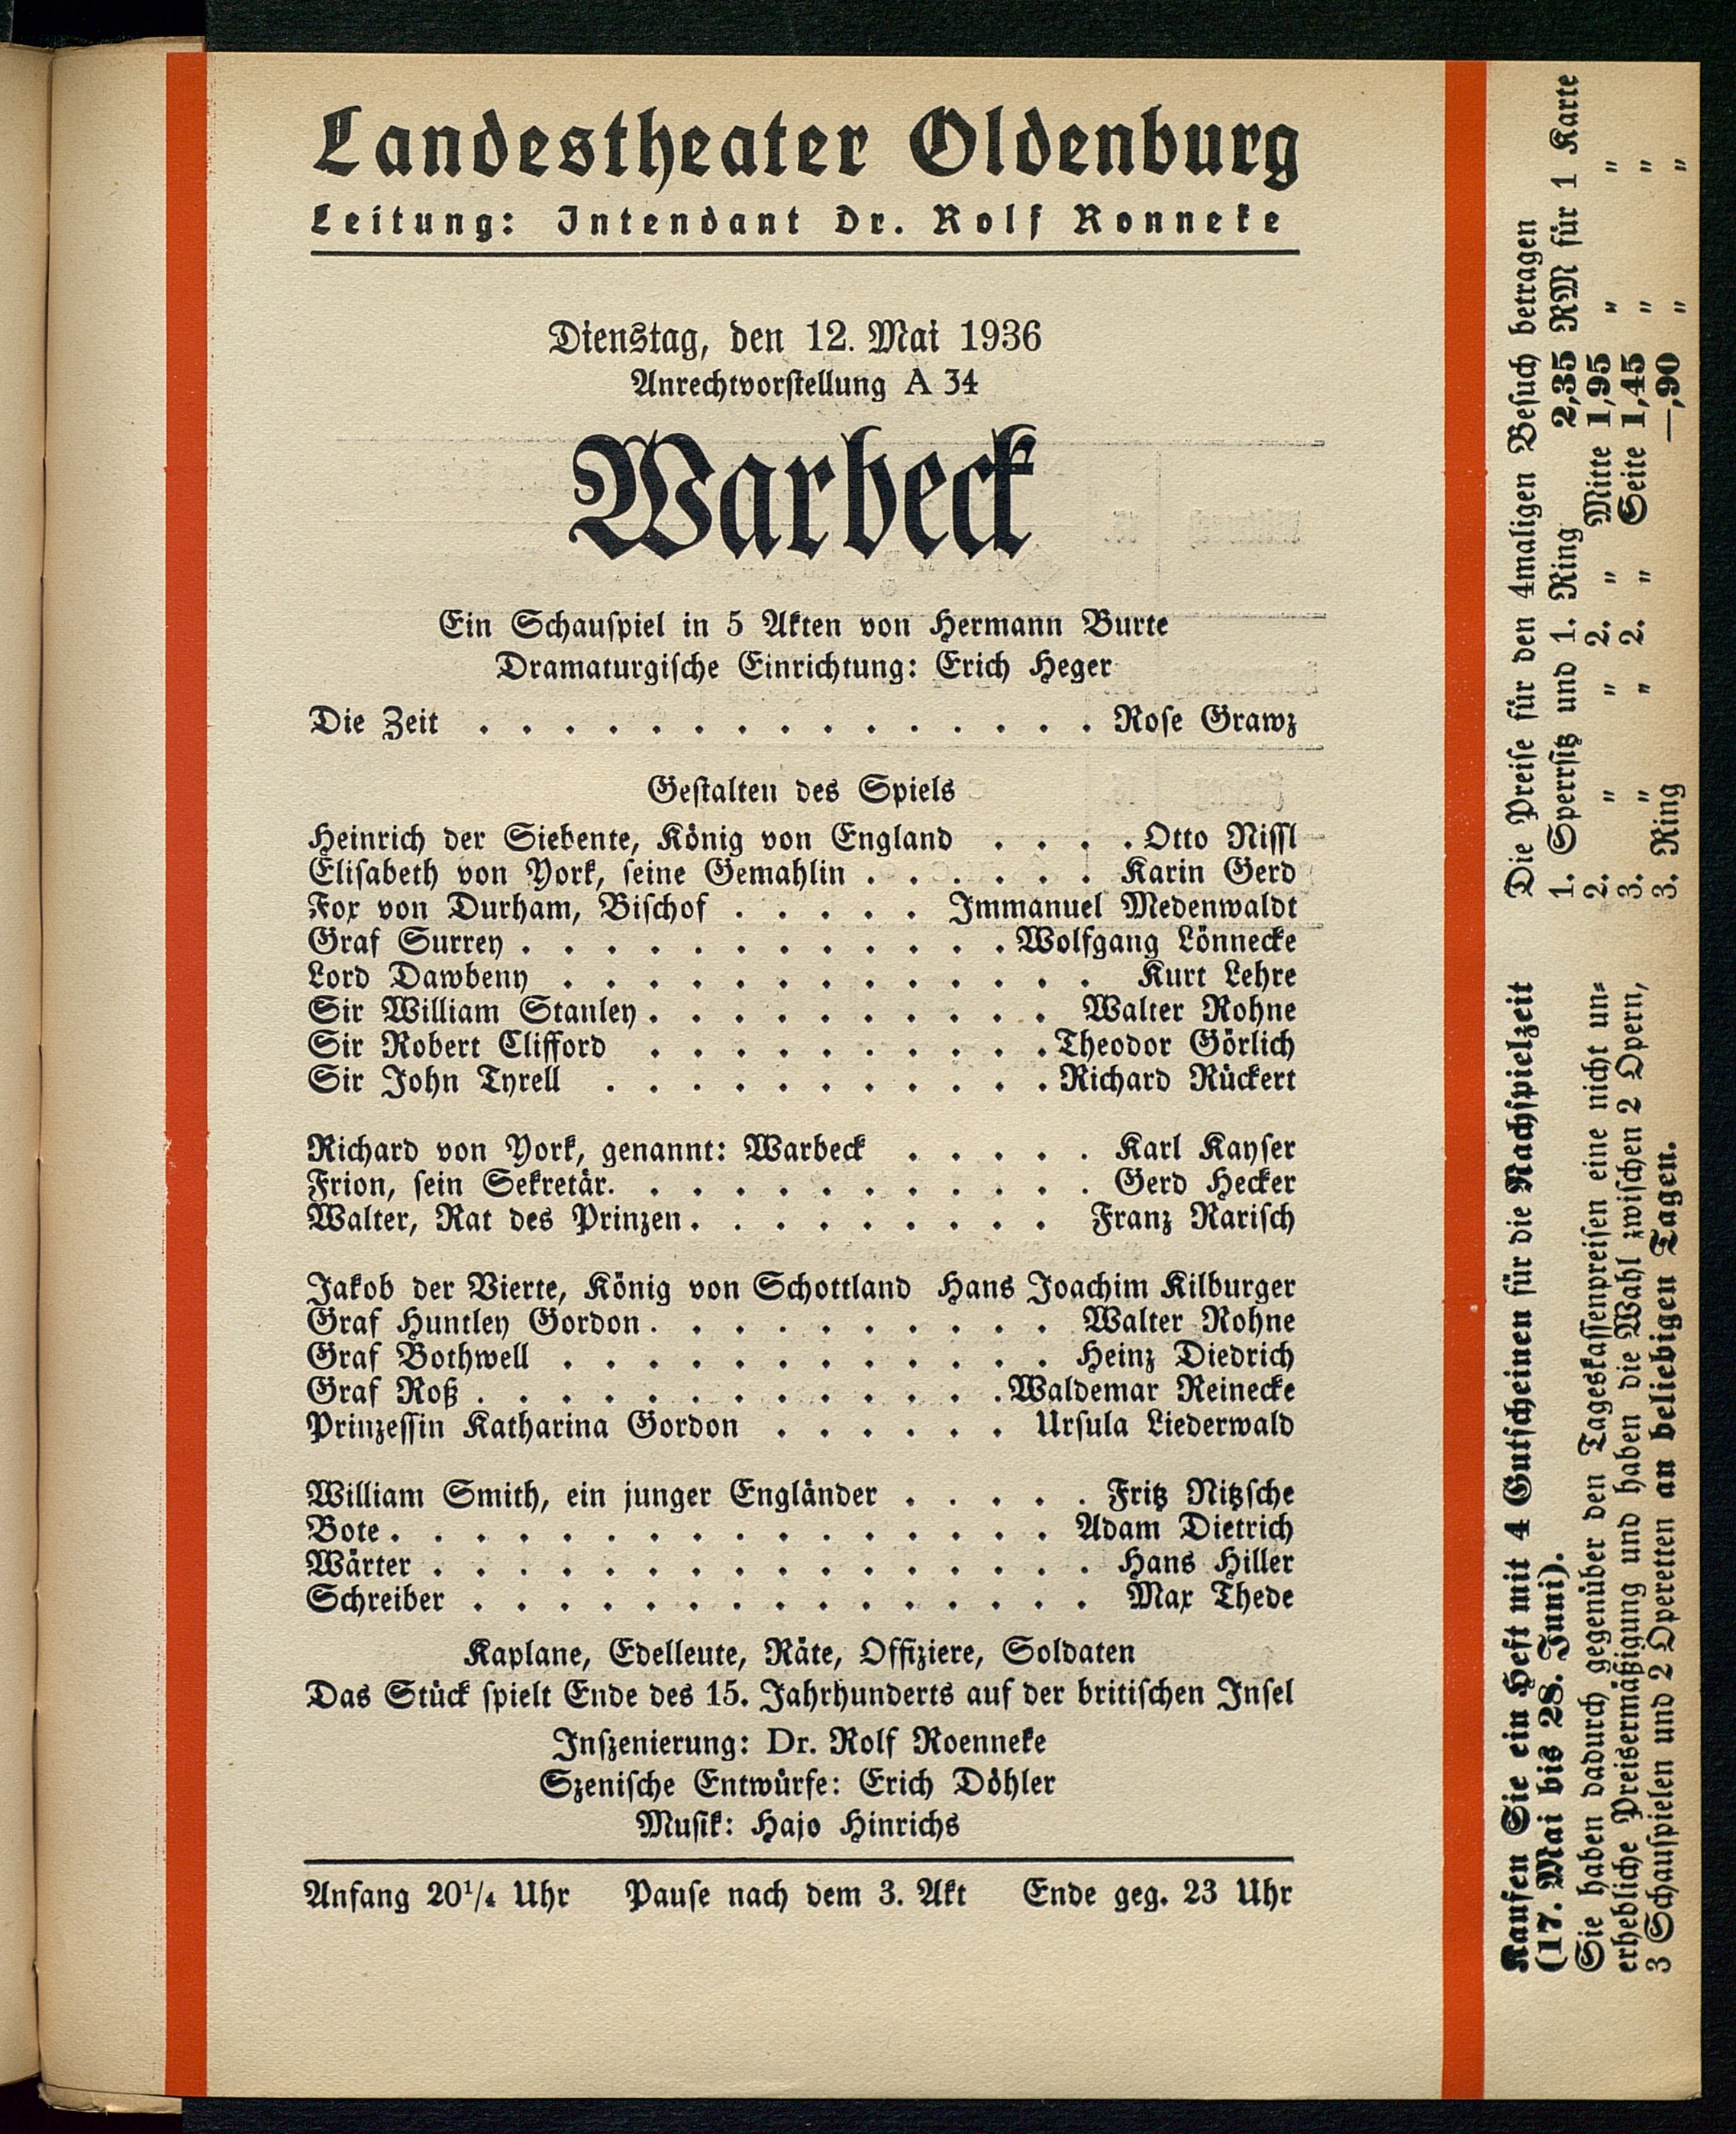 Landestheater Oldenburg
Leitung: Intendant Dr. Rolf Ronneke
Dienstag, den 12. Mai 1936
Anrechtvorstellung A 34
Warbeck
Ein Schauspiel in 5 Akten von Hermann Burte
Dramaturgische Einrichtung: Erich Heger
Die Zeit . . . . . . . . . . . . . . . Rose Grawz
Gestalten des Spiels
Heinrich der Siebente, König von England . . . . Otto Nissl
Elisabeth von York, seine Gemahlin . . . . . . Karin Gerd
Fox von Durham, Bischof . . . . . Immanuel Medenwaldt
Graf Surrey . . . . . . . . . . . . Wolfgang Lönnecke
Lord Dawbeny . . . . . . . . . . . . . Kurt Lehre
Sir William Stanley . . . . . . . . . . Walter Rohne
Sir Robert Clifford . . . . . . . . . . Theodor Görlich
Sir John Tyrell . . . . . . . . . . . Richard Rückert
Richard von York, genannt: Warbeck . . . . . Karl Kayser
Frion, sein Sekretär. . . . . . . . . . . . Gerd Hecker
Walter, Rat des Prinzen . . . . . . . . . Franz Rarisch
Jakob der Vierte, König von Schottland Hans Joachim Kilburger
Graf Huntley Gordon . . . . . . . . . . Walter Rohne
Graf Bothwell . . . . . . . . . . . . Heinz Diedrich
Graf Roß . . . . . . . . . . . . . Waldemar Reinecke
Prinzessin Katharina Gordon . . . . . . Ursula Liederwald
William Smith, ein junger Engländer . . . . . Fritz Nitzsche
Bote . . . . . . . . . . . . . . . . Adam Dietrich
Wärter . . . . . . . . . . . . . . . . Hans Hiller
Schreiber . . . . . . . . . . . . . . . Max Thede
Kaplane, Edelleute, Räte, Offiziere, Soldaten
Das Stück spielt Ende des 15. Jahrhunderts auf der britischen Insel
Inszenierung: Dr. Rolf Roenneke
Szenische Entwürfe: Erich Döhler
Musik: Hajo Hinrichs
Anfang 20¹/₄ Uhr Pause nach dem 3. Akt Ende geg. 23 Uhr
Kaufen Sie ein Heft mit 4 Gutscheinen für die Nachspielzeit
(17. Mai bis 28. Juni).
Sie haben dadurch gegenüber den Tageskassenpreisen eine nicht un-
erhebliche Preisermäßigung und haben die Wahl zwischen 2 Opern,
3 Schauspielen und 2 Operetten an beliebigen Tagen.
Die Preise für den 4maligen Besuch betragen
1. Sperrsitz und 1. Ring 2,35 RM für 1 Karte
2. " " 2. " Mitte 1,95 " "
3. " " 2. " Seite 1,45 " "
3. Ring —,90 " "